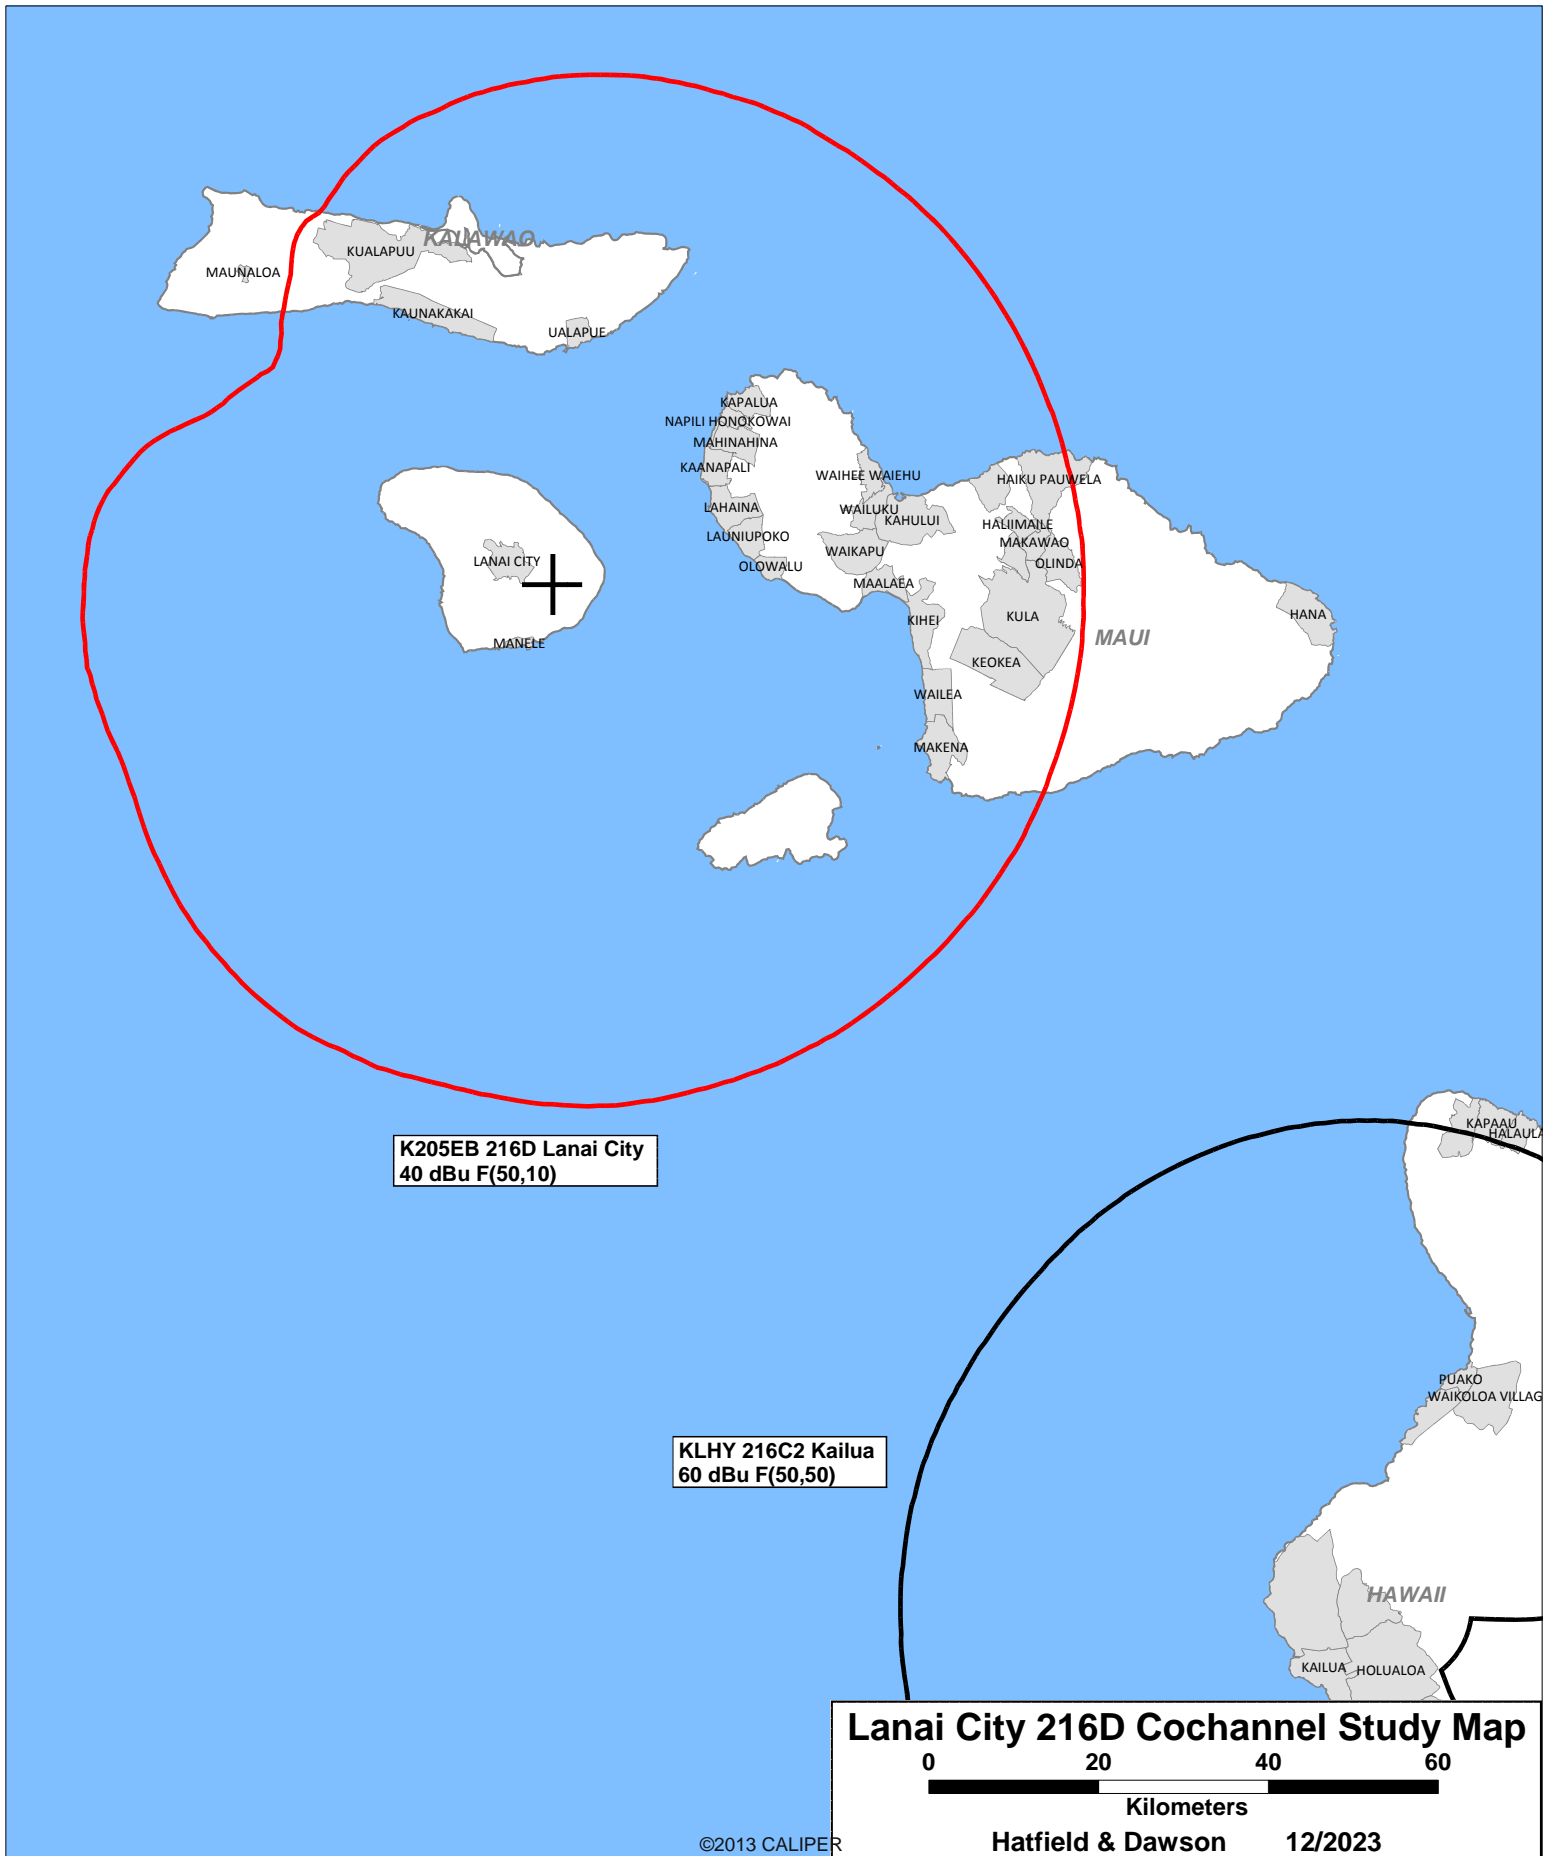 KALAWAO
KUALAPUU
MAUNALOA
KAUNAKAKAI
UALAPUE
KAPALUA
NAPILI HONOKOWAI
MAHINAHINA
KAANAPALI
WAIHEE WAIEHU
HAIKU PAUWELA
LAHAINA
WAILUKU
KAHULUI
HALIIMAILE
LAUNIUPOKO
MAKAWAO
WAIKAPU
LANAI CITY
OLOWALU
OLINDA
MAALAEA
KIHEI
KULA
HANA
MANELE
MAUI
KEOKEA
WAILEA
MAKENA
K205EB 216D Lanai City
40 dBu F(50,10)
KAPAAU
HALAULA
PUAKO
WAIKOLOA VILLAG
KLHY 216C2 Kailua
60 dBu F(50,50)
HAWAII
KAILUA
HOLUALOA
Lanai City 216D Cochannel Study Map
0 20 40 60
Kilometers
©2013 CALIPER
Hatfield & Dawson 12/2023